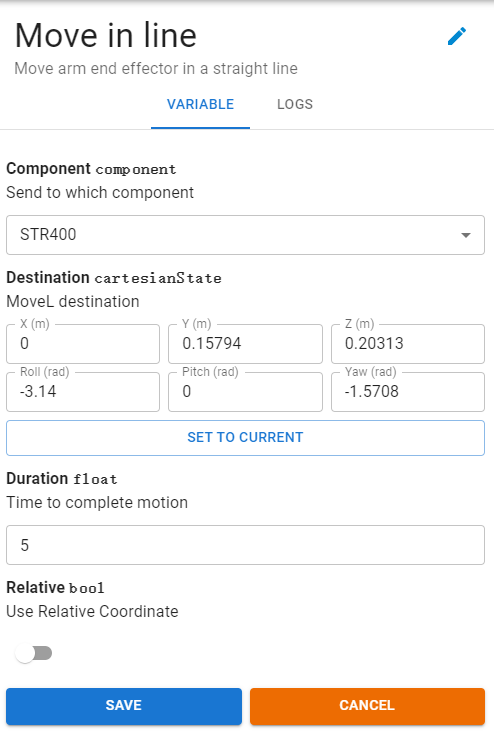 Move in line
Move arm end effector in a straight line
VARIABLE LOGS
Component component
Send to which component
STR400
Destination cartesianState
MoveL destination
X (m) Y (m) Z (m)
0 0.15794 0.20313
Roll (rad) Pitch (rad) Yaw (rad)
-3.14 0 -1.5708
SET TO CURRENT
Duration float
Time to complete motion
5
Relative bool
Use Relative Coordinate
SAVE CANCEL